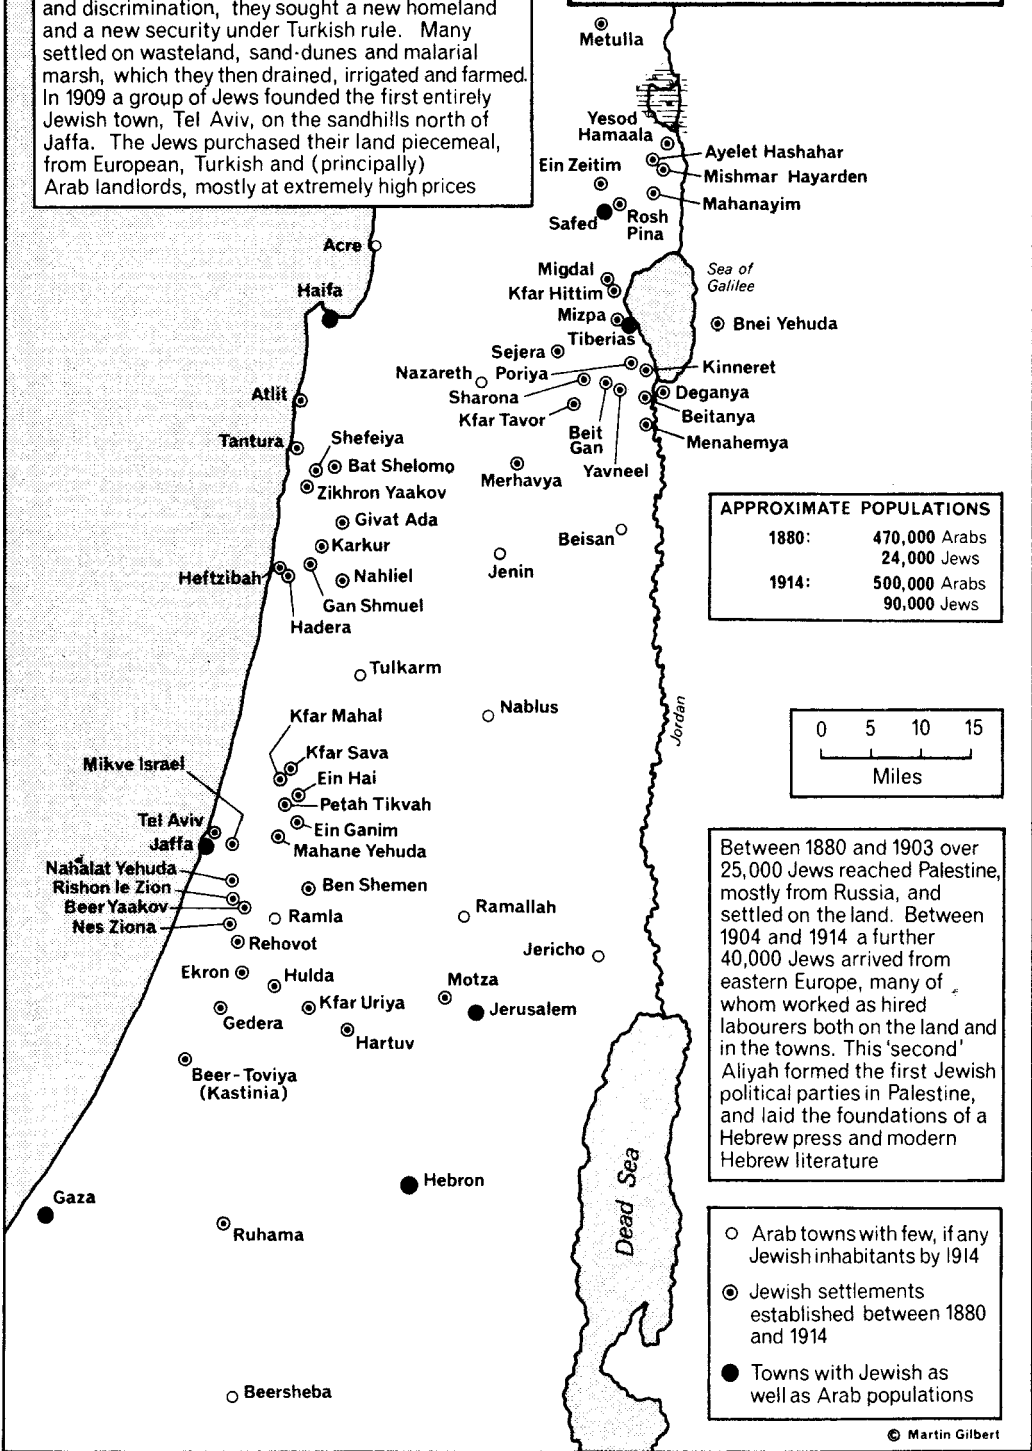 and discrimination, they sought a new homeland
and a new security under Turkish rule. Many
settled on wasteland, sand-dunes and malarial
marsh, which they then drained, irrigated and farmed.
In 1909 a group of Jews founded the first entirely
Jewish town, Tel Aviv, on the sandhills north of
Jaffa. The Jews purchased their land piecemeal,
from European, Turkish and (principally)
Arab landlords, mostly at extremely high prices
Metulla
Yesod
Hamaala
Ayelet Hashahar
Ein Zeitim
Mishmar Hayarden
Mahanayim
Safed
Rosh
Pina
Acre
Migdal
Sea of
Galilee
Haifa
Kfar Hittim
Mizpa
Bnei Yehuda
Tiberias
Sejera
Nazareth
Poriya
Kinneret
Atlit
Sharona
Deganya
Kfar Tavor
Beitanya
Beit
Gan
Menahemya
Tantura
Shefeiya
Bat Shelomo
Yavneel
Merhavya
Zikhron Yaakov
Givat Ada
Beisan
Karkur
Jenin
Heftzibah
Nahliel
Gan Shmuel
Hadera
APPROXIMATE POPULATIONS
1880: 470,000 Arabs
24,000 Jews
1914: 500,000 Arabs
90,000 Jews
Tulkarm
Nablus
Jordan
Kfar Mahal
0 5 10 15
Miles
Kfar Sava
Mikve Israel
Ein Hai
Petah Tikvah
Tel Aviv
Ein Ganim
Jaffa
Mahane Yehuda
Nahalat Yehuda
Rishon le Zion
Ben Shemen
Beer Yaakov
Ramla
Ramallah
Nes Ziona
Rehovot
Jericho
Ekron
Hulda
Motza
Kfar Uriya
Jerusalem
Gedera
Hartuv
Beer-Toviya
(Kastinia)
Between 1880 and 1903 over
25,000 Jews reached Palestine,
mostly from Russia, and
settled on the land. Between
1904 and 1914 a further
40,000 Jews arrived from
eastern Europe, many of
whom worked as hired
labourers both on the land and
in the towns. This 'second'
Aliyah formed the first Jewish
political parties in Palestine,
and laid the foundations of a
Hebrew press and modern
Hebrew literature
Dead Sea
Hebron
Gaza
Ruhama
Beersheba
Arab towns with few, if any
Jewish inhabitants by 1914
Jewish settlements
established between 1880
and 1914
Towns with Jewish as
well as Arab populations
© Martin Gilbert